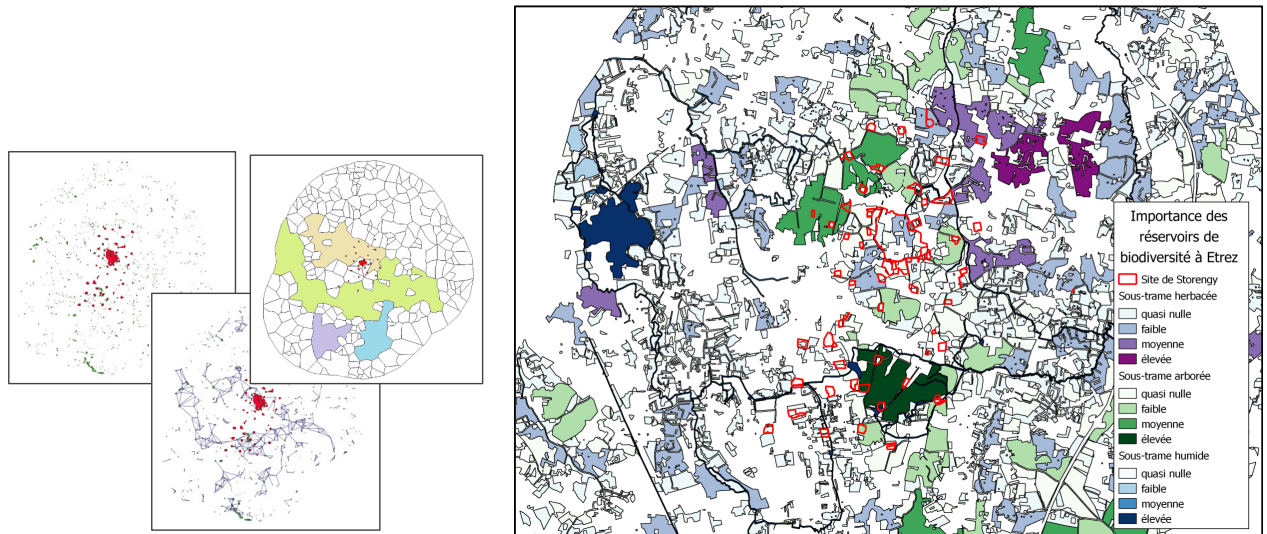 Importance des
réservoirs de
biodiversité à Etrez
Site de Storengy
Sous-trame herbacée
quasi nulle
faible
moyenne
élevée
Sous-trame arborée
quasi nulle
faible
moyenne
élevée
Sous-trame humide
quasi nulle
faible
moyenne
élevée